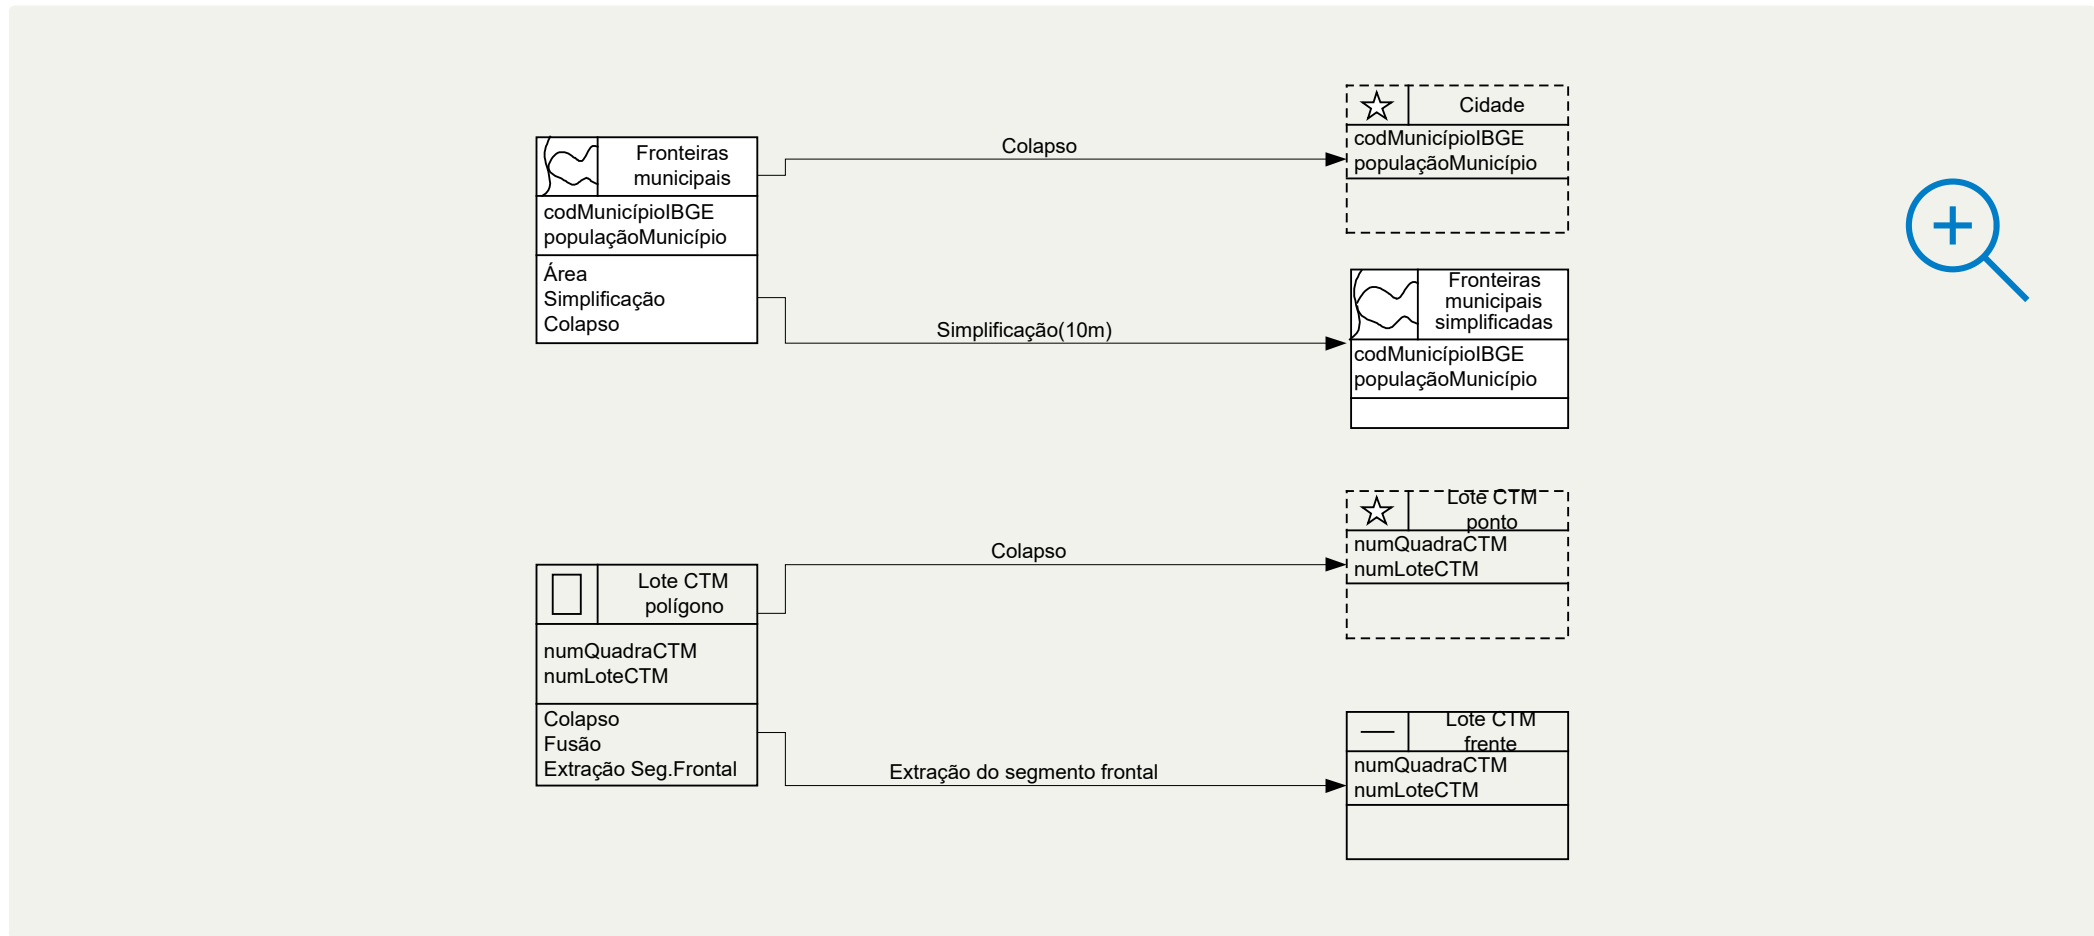 Fronteiras
municipais
codMunicípioIBGE
populaçãoMunicípio
Área
Simplificação
Colapso
Colapso
Cidade
codMunicípioIBGE
populaçãoMunicípio
Simplificação(10m)
Fronteiras
municipais
simplificadas
codMunicípioIBGE
populaçãoMunicípio
Lote CTM
polígono
numQuadraCTM
numLoteCTM
Colapso
Fusão
Extração Seg.Frontal
Colapso
Lote CTM
ponto
numQuadraCTM
numLoteCTM
Extração do segmento frontal
Lote CTM
frente
numQuadraCTM
numLoteCTM